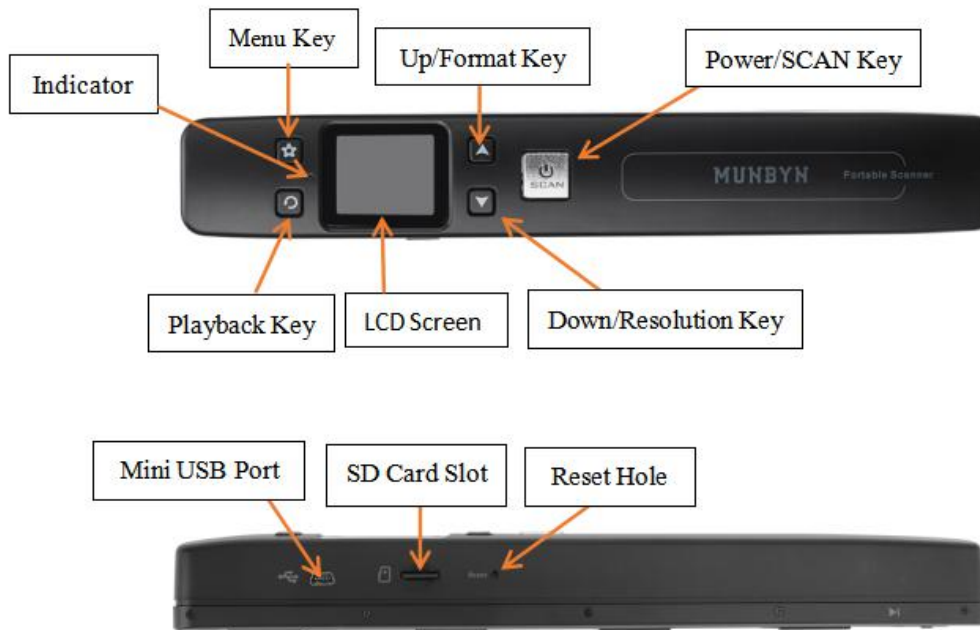 Menu Key
Up/Format Key
Power/SCAN Key
Indicator
SCAN
MUNBYN
Portable Scanner
Playback Key
LCD Screen
Down/Resolution Key
Mini USB Port
SD Card Slot
Reset Hole
Reset